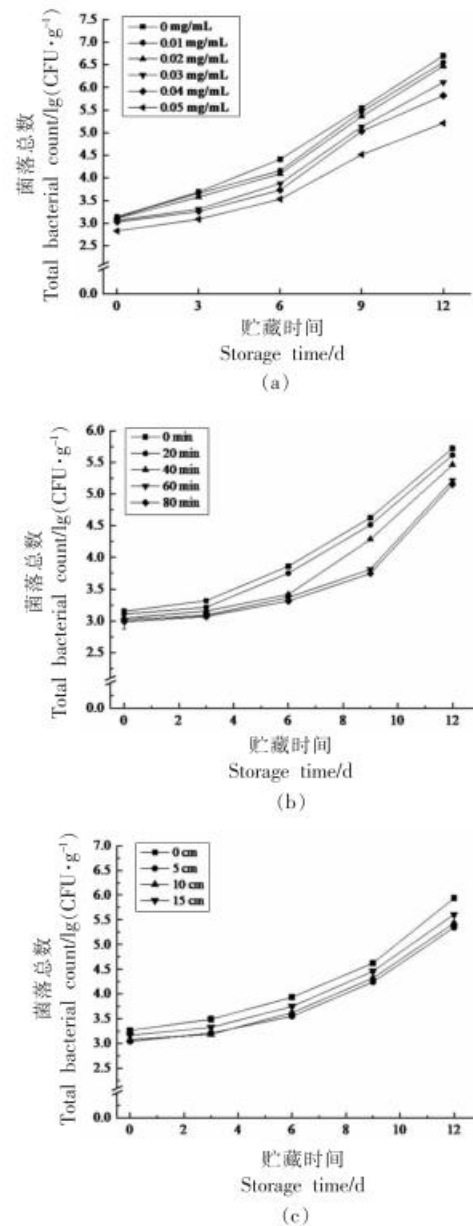 7.5
7.0
6.5
6.0
5.5
5.0
4.5
4.0
3.5
3.0
2.5
0.0
0 mg/mL
0.01 mg/mL
0.02 mg/mL
0.03 mg/mL
0.04 mg/mL
0.05 mg/mL
菌落总数
Total bacterial count/lg(CFU·g⁻¹)
0 3 6 9 12
贮藏时间
Storage time/d
(a)
6.0
5.5
5.0
4.5
4.0
3.5
3.0
2.5
0.0
0 min
20 min
40 min
60 min
80 min
菌落总数
Total bacterial count/lg(CFU·g⁻¹)
0 2 4 6 8 10 12
贮藏时间
Storage time/d
(b)
7.0
6.5
6.0
5.5
5.0
4.5
4.0
3.5
3.0
2.5
0.0
0 cm
5 cm
10 cm
15 cm
菌落总数
Total bacterial count/lg(CFU·g⁻¹)
0 2 4 6 8 10 12
贮藏时间
Storage time/d
(c)